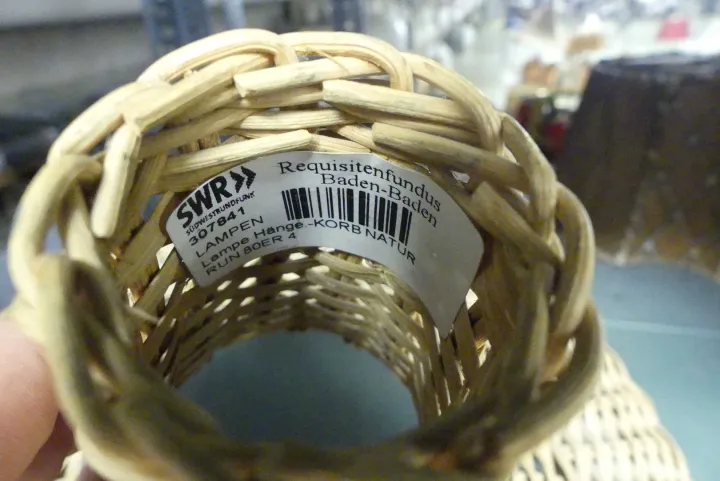 SWR
SÜDWESTRUNDFUNK
Requisitenfundus
Baden-Baden
307841
LAMPEN
Lampe Hänge.-KORB NATUR
RUN 80ER 4